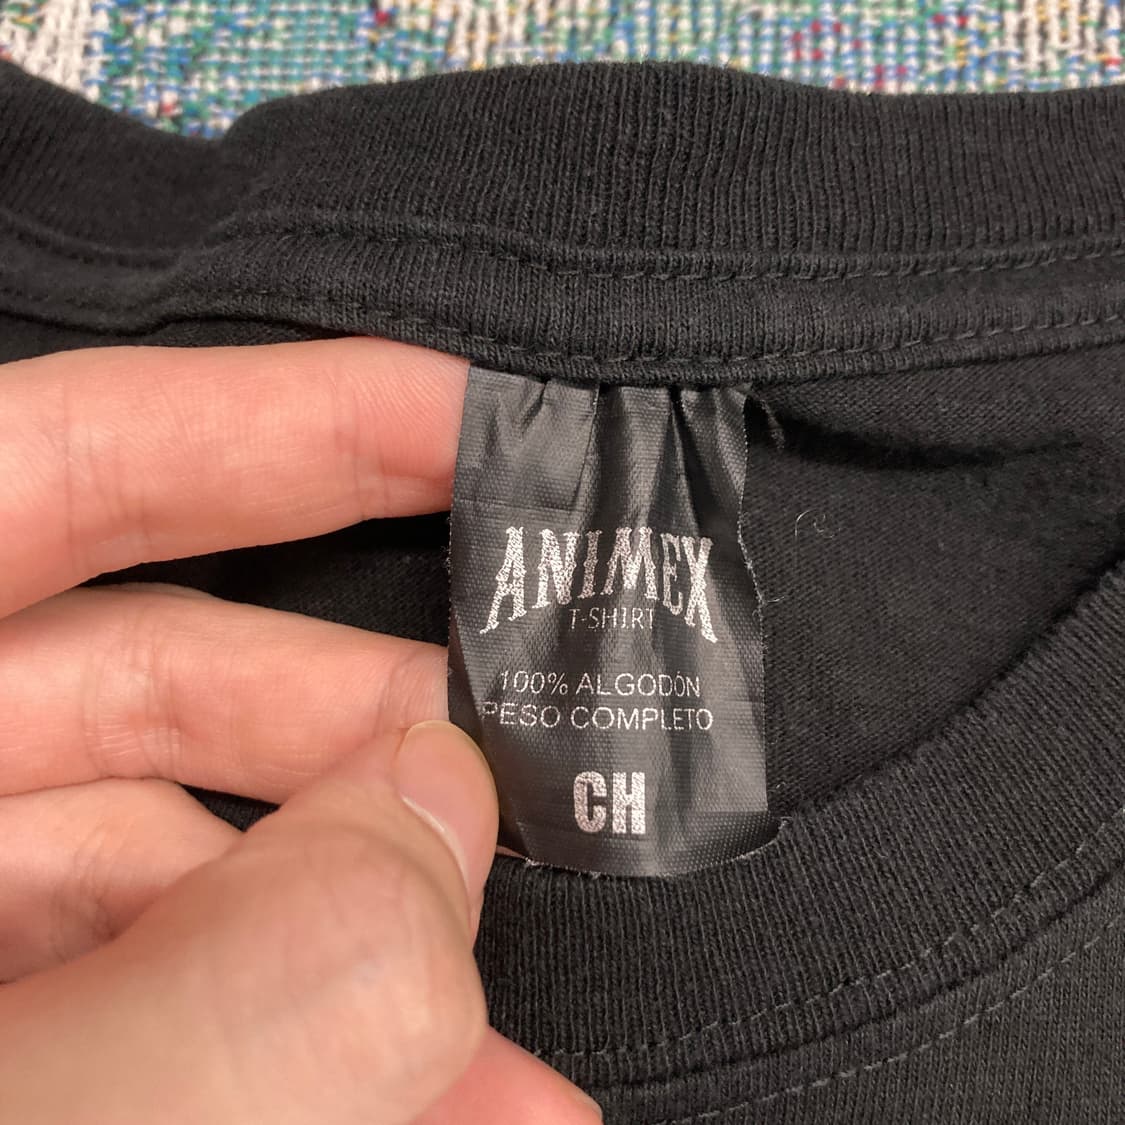 ANIMEX
T-SHIRT
100% ALGODÓN
PESO COMPLETO
CH